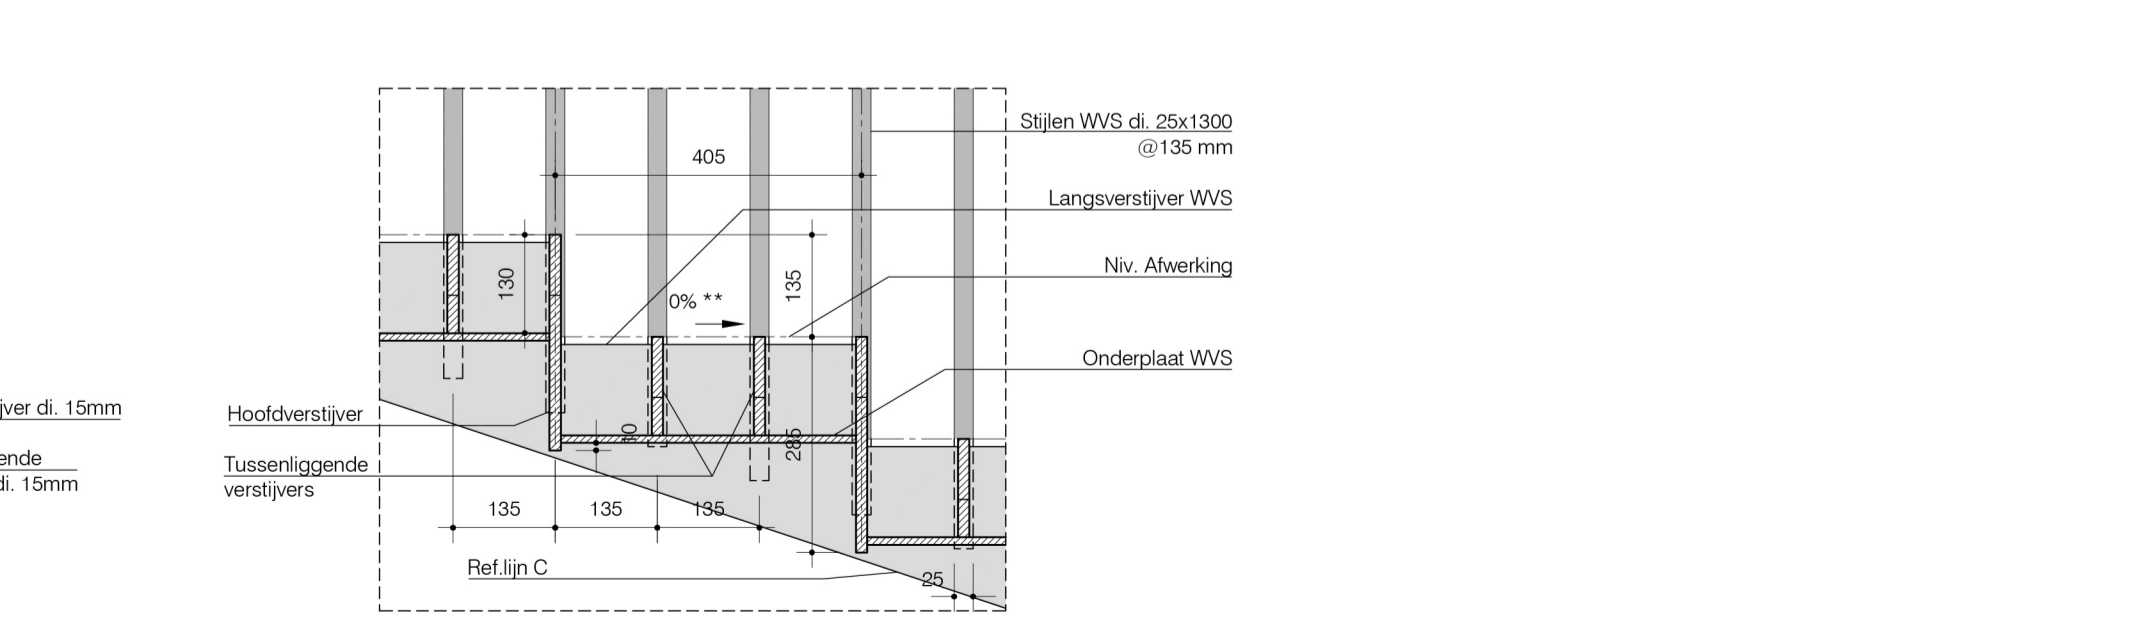 Stijlen WVS di. 25x1300
@135 mm
405
Langsverstijver WVS
Niv. Afwerking
130
135
0% **
Onderplaat WVS
jver di. 15mm
Hoofdverstijver
10
285
ende
di. 15mm
Tussenliggende
verstijvers
135
135
135
Ref.lijn C
25